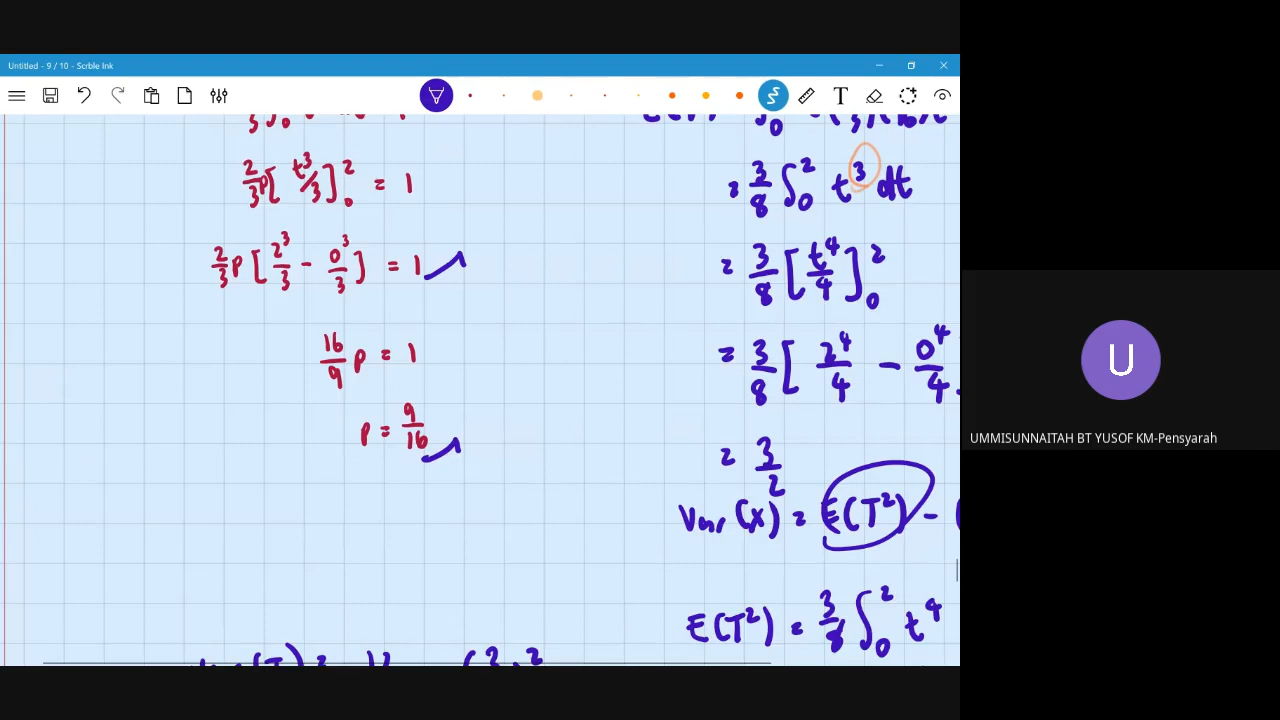 Untitled - 9 / 10 - Scrble Ink
2/3 p [ t³/3 ]₀² = 1
2/3 p [ 2³/3 - 0³/3 ] = 1
16/9 p = 1
p = 9/16
= 3/8 ∫₀² t³ dt
= 3/8 [ t⁴/4 ]₀²
= 3/8 [ 2⁴/4 - 0⁴/4
= 3/2
Var (X) = E(T²) - (
E(T²) = 3/8 ∫₀² t⁴
U
UMMISUNNAITAH BT YUSOF KM-Pensyarah